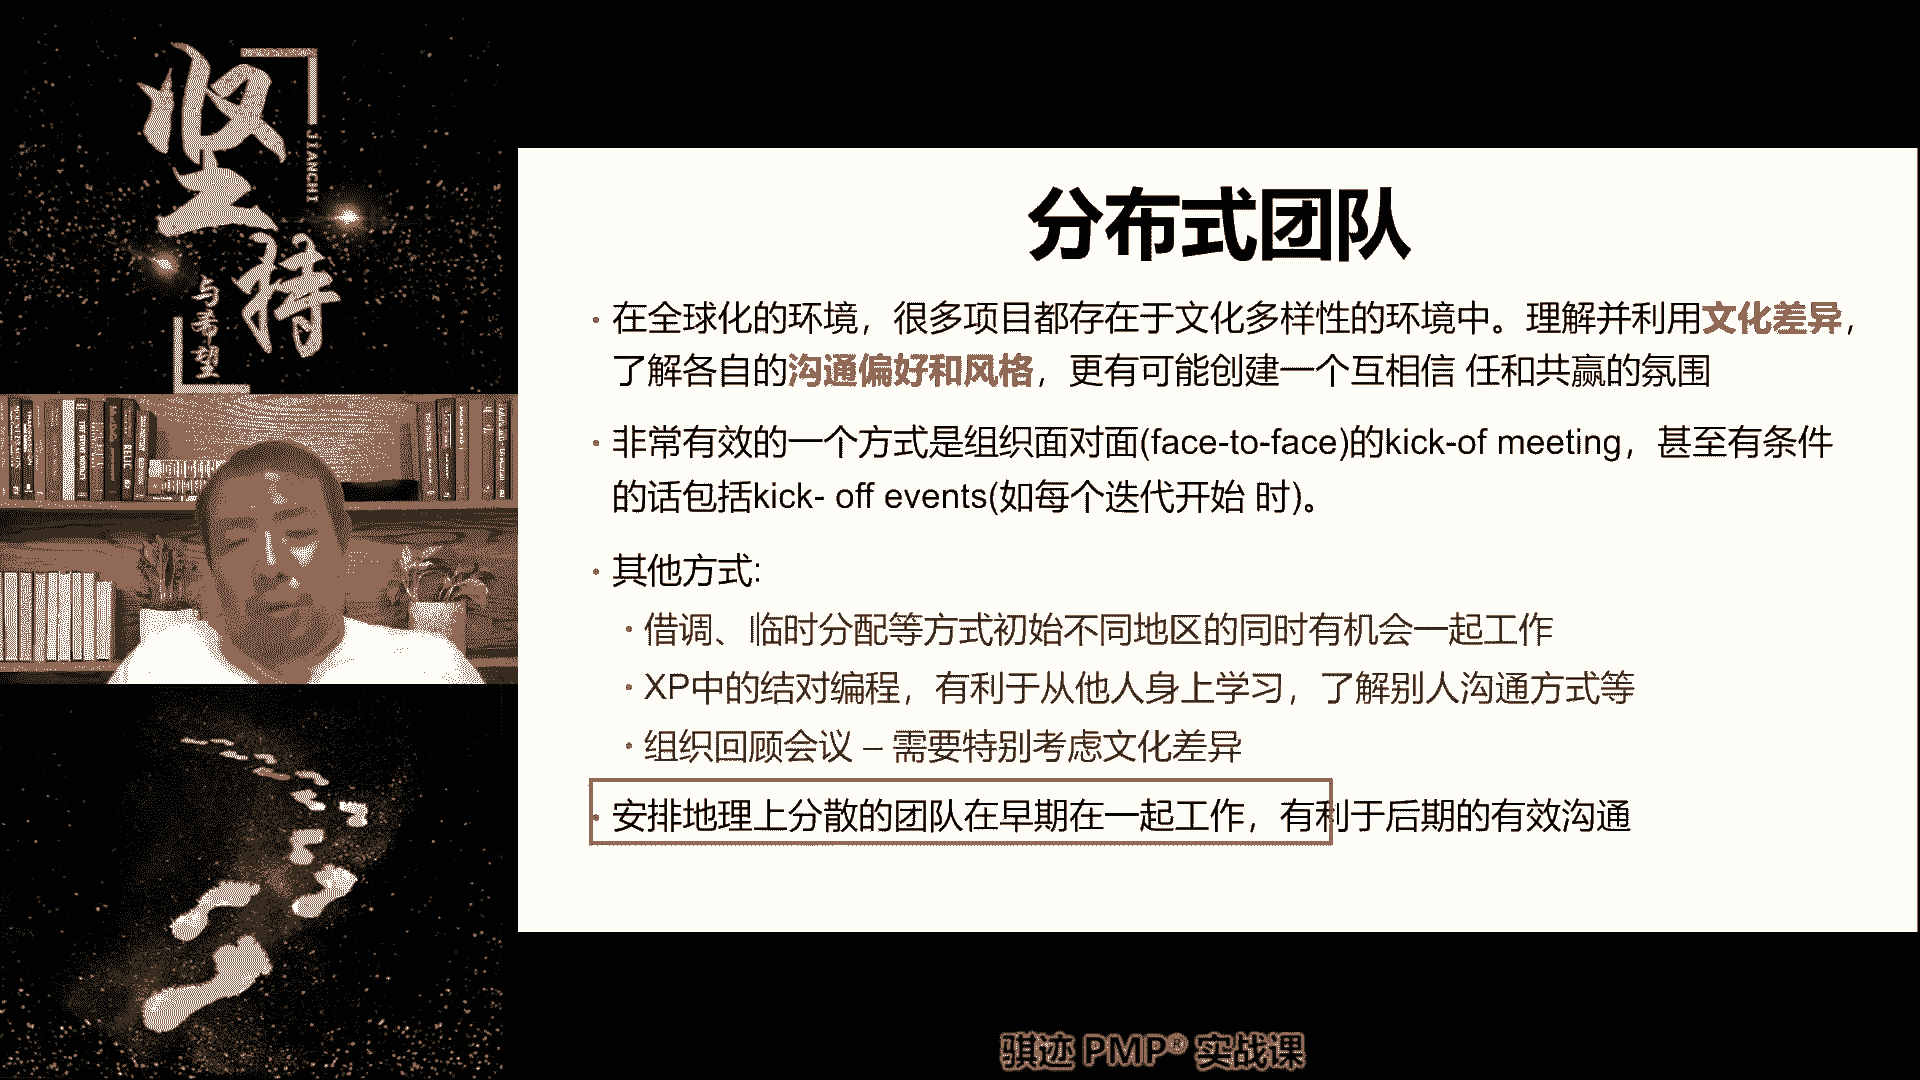 坚持
JIANCHI
与希望
分布式团队
· 在全球化的环境，很多项目都存在于文化多样性的环境中。理解并利用文化差异，
了解各自的沟通偏好和风格，更有可能创建一个互相信 任和共赢的氛围
· 非常有效的一个方式是组织面对面(face-to-face)的kick-of meeting，甚至有条件
的话包括kick- off events(如每个迭代开始 时)。
· 其他方式:
· 借调、临时分配等方式初始不同地区的同时有机会一起工作
· XP中的结对编程，有利于从他人身上学习，了解别人沟通方式等
· 组织回顾会议 – 需要特别考虑文化差异
· 安排地理上分散的团队在早期在一起工作，有利于后期的有效沟通
骐迹 PMP® 实战课